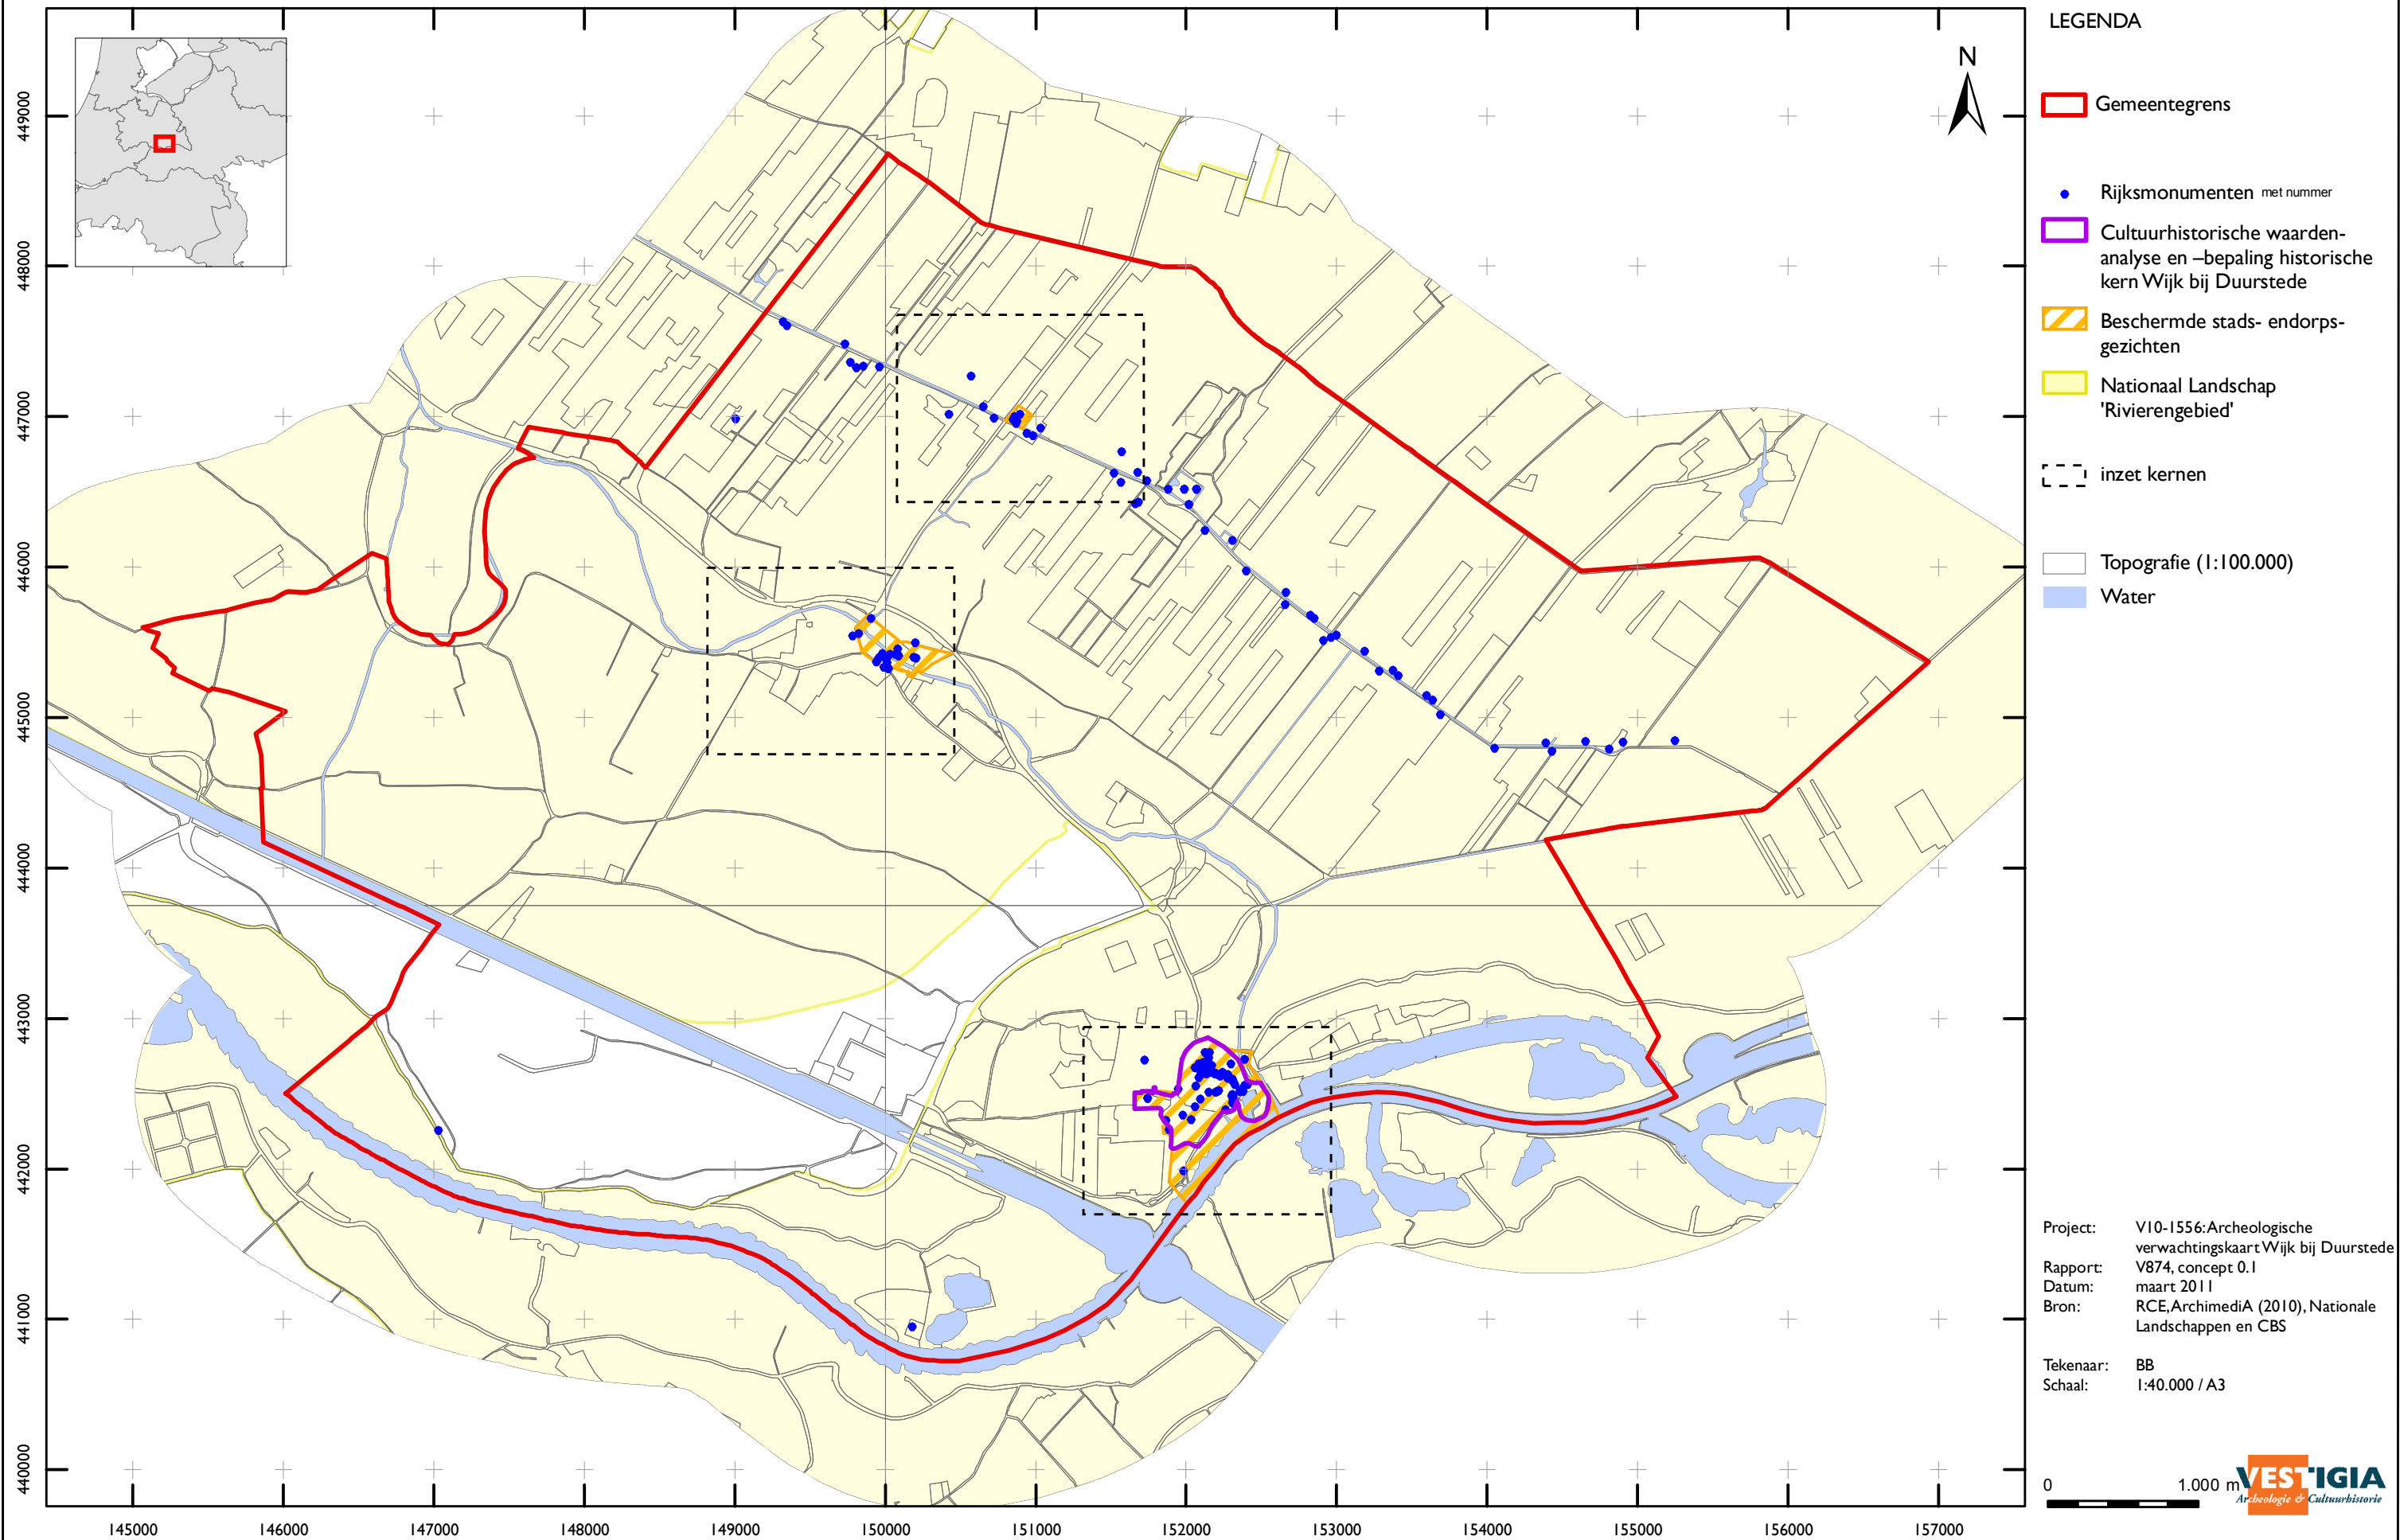 LEGENDA
N
Gemeentegrens
Rijksmonumenten met nummer
Cultuurhistorische waarden-
analyse en –bepaling historische
kern Wijk bij Duurstede
Beschermde stads- endorps-
gezichten
Nationaal Landschap
'Rivierengebied'
inzet kernen
Topografie (1:100.000)
Water
449000
448000
447000
446000
445000
444000
443000
442000
441000
440000
145000 146000 147000 148000 149000 150000 151000 152000 153000 154000 155000 156000 157000
Project: V10-1556: Archeologische
verwachtingskaart Wijk bij Duurstede
Rapport: V874, concept 0.1
Datum: maart 2011
Bron: RCE, ArchimediA (2010), Nationale
Landschappen en CBS
Tekenaar: BB
Schaal: 1:40.000 / A3
0 1.000 m
VESTIGIA
Archeologie & Cultuurhistorie